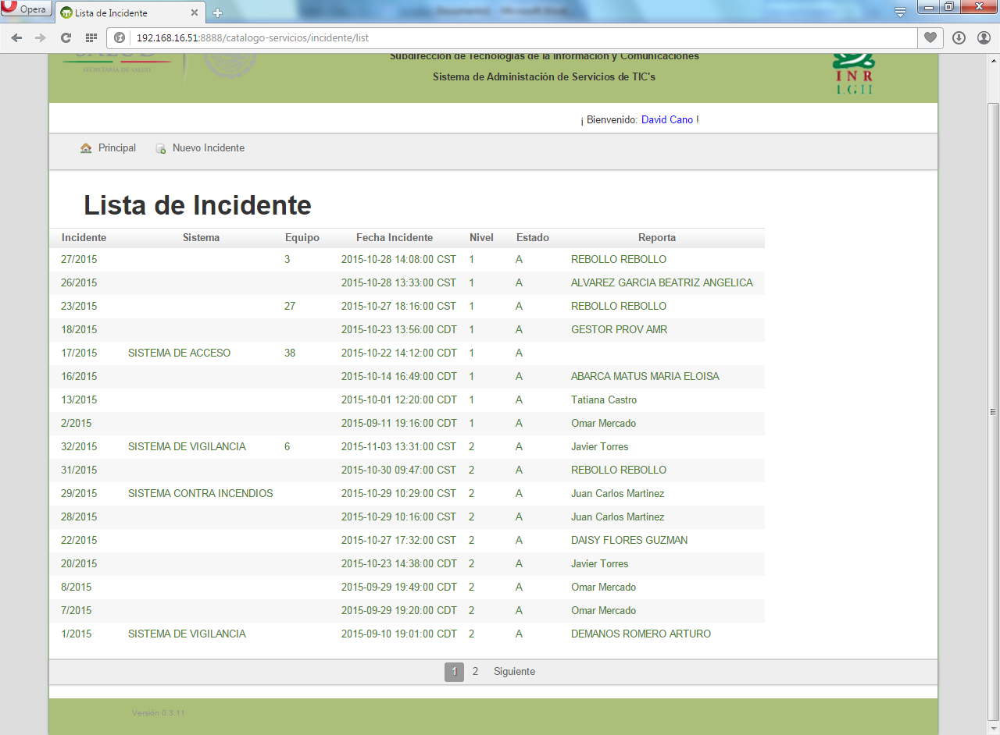 Opera
Lista de Incidente
192.168.16.51:8888/catalogo-servicios/incidente/list
SALUD
SECRETARÍA DE SALUD
Subdirección de Tecnologías de la Información y Comunicaciones
Sistema de Administación de Servicios de TIC's
INR
LGII
¡ Bienvenido: David Cano !
Principal Nuevo Incidente
Lista de Incidente
Incidente Sistema Equipo Fecha Incidente Nivel Estado Reporta
27/2015 3 2015-10-28 14:08:00 CST 1 A REBOLLO REBOLLO
26/2015 2015-10-28 13:33:00 CST 1 A ALVAREZ GARCIA BEATRIZ ANGELICA
23/2015 27 2015-10-27 18:16:00 CST 1 A REBOLLO REBOLLO
18/2015 2015-10-23 13:56:00 CDT 1 A GESTOR PROV AMR
17/2015 SISTEMA DE ACCESO 38 2015-10-22 14:12:00 CDT 1 A
16/2015 2015-10-14 16:49:00 CDT 1 A ABARCA MATUS MARIA ELOISA
13/2015 2015-10-01 12:20:00 CDT 1 A Tatiana Castro
2/2015 2015-09-11 19:16:00 CDT 1 A Omar Mercado
32/2015 SISTEMA DE VIGILANCIA 6 2015-11-03 13:31:00 CST 2 A Javier Torres
31/2015 2015-10-30 09:47:00 CST 2 A REBOLLO REBOLLO
29/2015 SISTEMA CONTRA INCENDIOS 2015-10-29 10:29:00 CST 2 A Juan Carlos Martinez
28/2015 2015-10-29 10:16:00 CST 2 A Juan Carlos Martinez
22/2015 2015-10-27 17:32:00 CST 2 A DAISY FLORES GUZMAN
20/2015 2015-10-23 14:38:00 CDT 2 A Javier Torres
8/2015 2015-09-29 19:49:00 CDT 2 A Omar Mercado
7/2015 2015-09-29 19:20:00 CDT 2 A Omar Mercado
1/2015 SISTEMA DE VIGILANCIA 2015-09-10 19:01:00 CDT 2 A DEMANOS ROMERO ARTURO
1 2 Siguiente
Versión 0.3.11